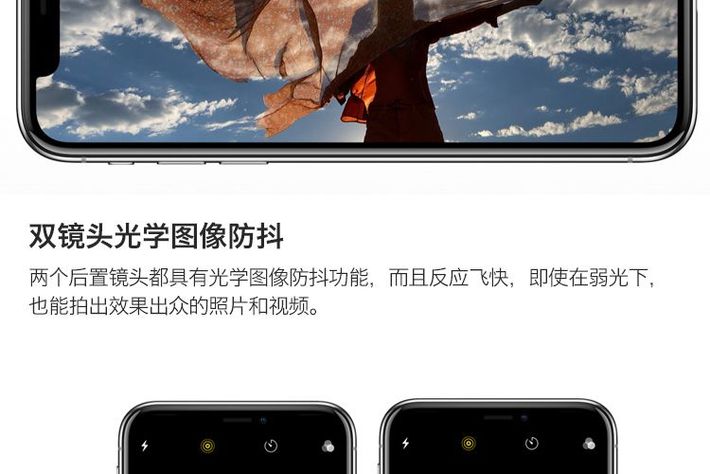 双镜头光学图像防抖
两个后置镜头都具有光学图像防抖功能，而且反应飞快，即使在弱光下，
也能拍出效果出众的照片和视频。